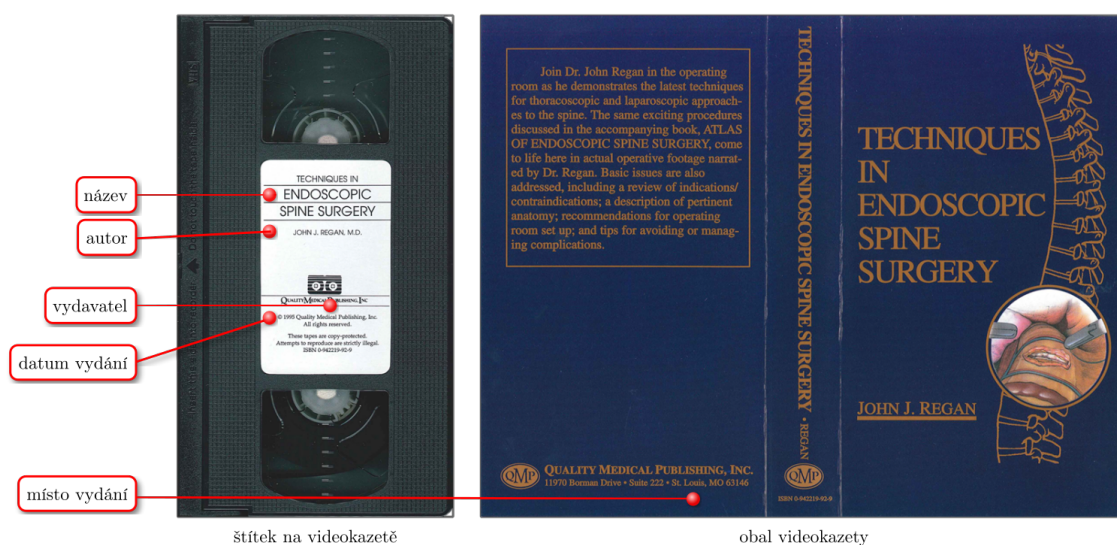 název
autor
vydavatel
datum vydání
místo vydání
TECHNIQUES IN
ENDOSCOPIC
SPINE SURGERY
JOHN J. REGAN, M.D.
QUALITY MEDICAL PUBLISHING, INC
© 1995 Quality Medical Publishing, Inc.
All rights reserved.
These tapes are copy-protected.
Attempts to reproduce are strictly illegal.
ISBN 0-942219-92-9
štítek na videokazetě
Join Dr. John Regan in the operating
room as he demonstrates the latest techniques
for thoracoscopic and laparoscopic approach-
es to the spine. The same exciting procedures
discussed in the accompanying book, ATLAS
OF ENDOSCOPIC SPINE SURGERY, come
to life here in actual operative footage narrat-
ed by Dr. Regan. Basic issues are also
addressed, including a review of indications/
contraindications; a description of pertinent
anatomy; recommendations for operating
room set up; and tips for avoiding or manag-
ing complications.
QMP
QUALITY MEDICAL PUBLISHING, INC.
11970 Borman Drive • Suite 222 • St. Louis, MO 63146
TECHNIQUES IN ENDOSCOPIC SPINE SURGERY • REGAN
QMP
ISBN 0-942219-92-9
TECHNIQUES
IN
ENDOSCOPIC
SPINE
SURGERY
JOHN J. REGAN
obal videokazety